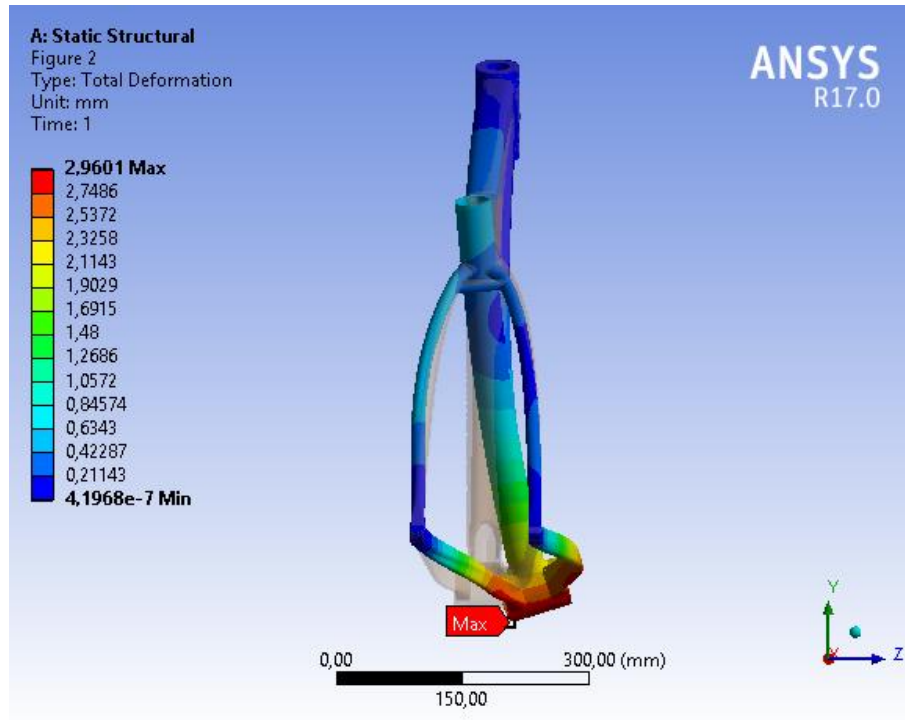 A: Static Structural
Figure 2
Type: Total Deformation
Unit: mm
Time: 1
ANSYS
R17.0
2,9601 Max
2,7486
2,5372
2,3258
2,1143
1,9029
1,6915
1,48
1,2686
1,0572
0,84574
0,6343
0,42287
0,21143
4,1968e-7 Min
Max
0,00
300,00 (mm)
150,00
Y
X
Z